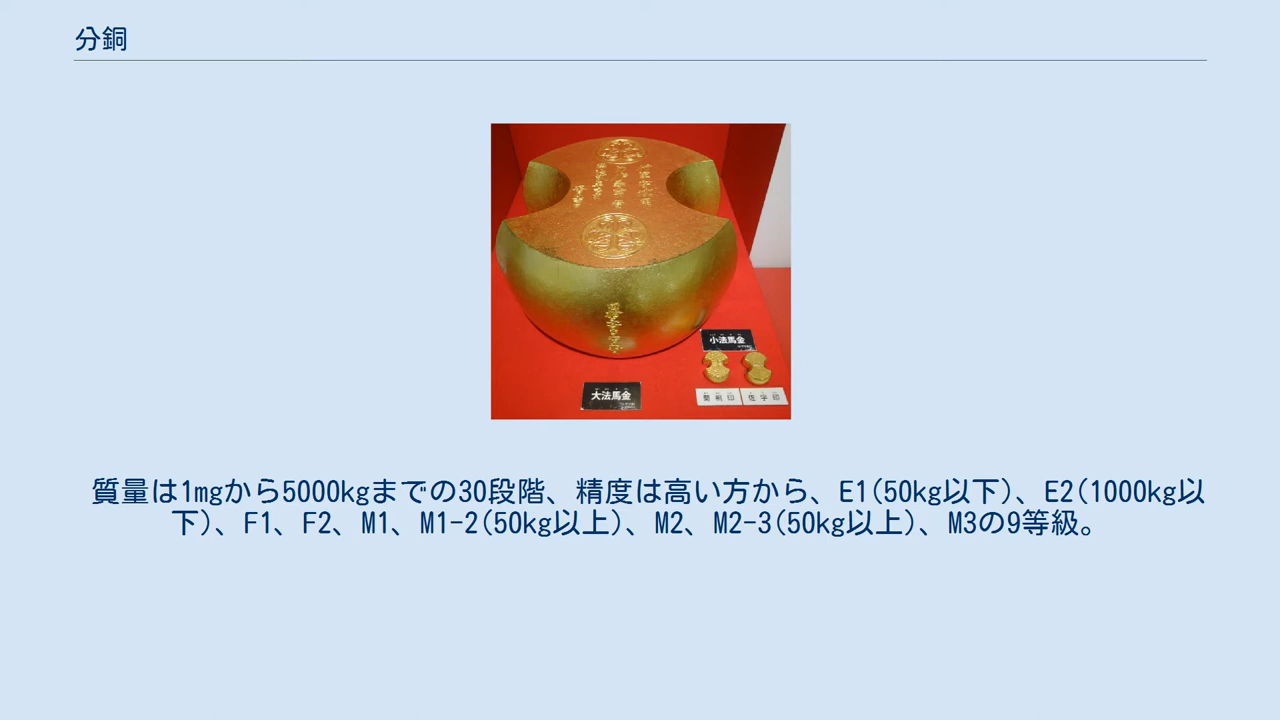 分銅
小法馬金
大法馬金
質量は1mgから5000kgまでの30段階、精度は高い方から、E1(50kg以下)、E2(1000kg以
下)、F1、F2、M1、M1-2(50kg以上)、M2、M2-3(50kg以上)、M3の9等級。